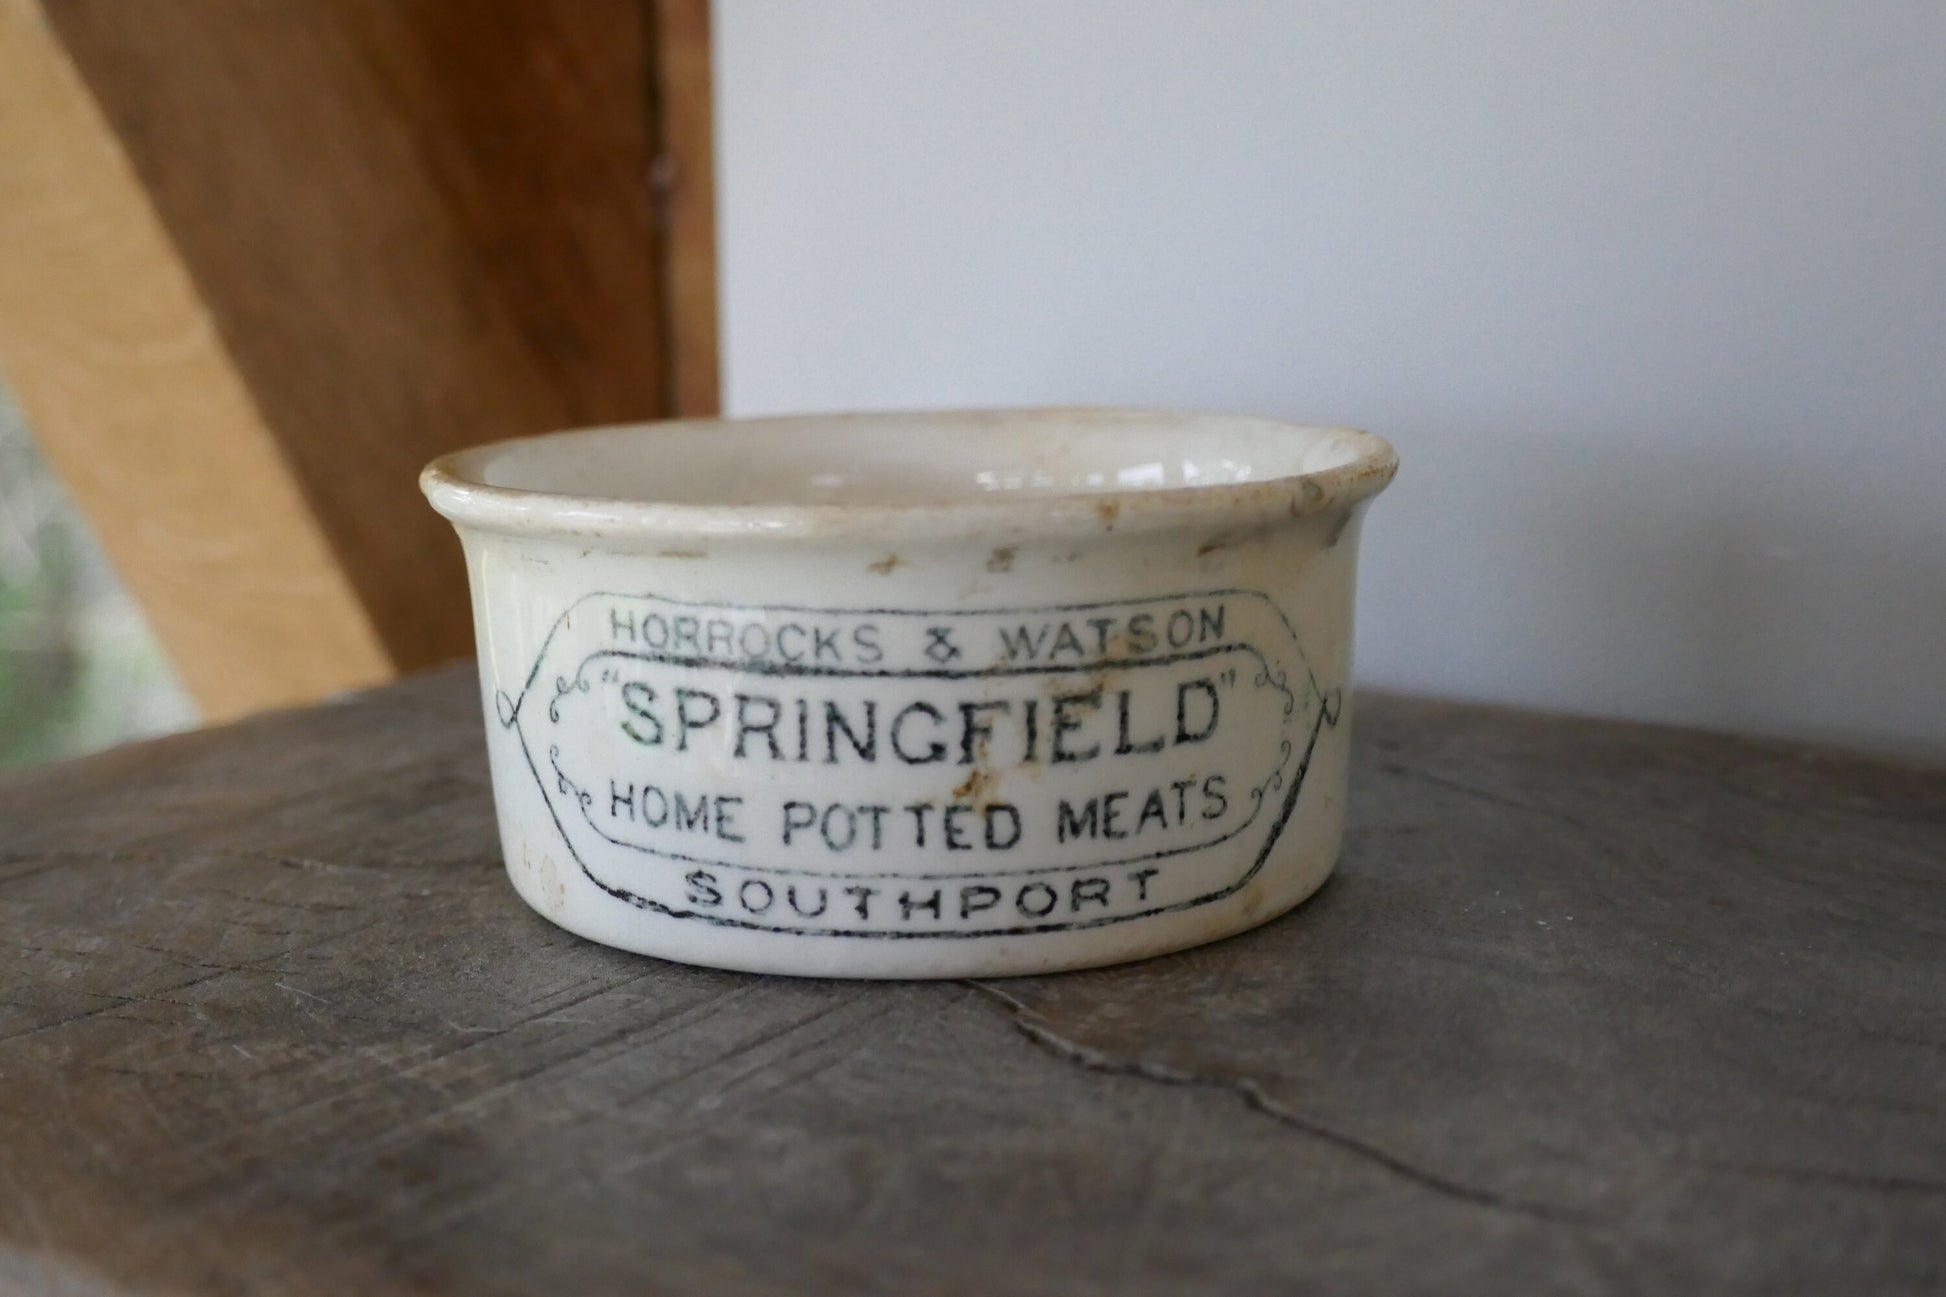 HORROCKS & WATSON
"SPRINGFIELD"
HOME POTTED MEATS
SOUTHPORT